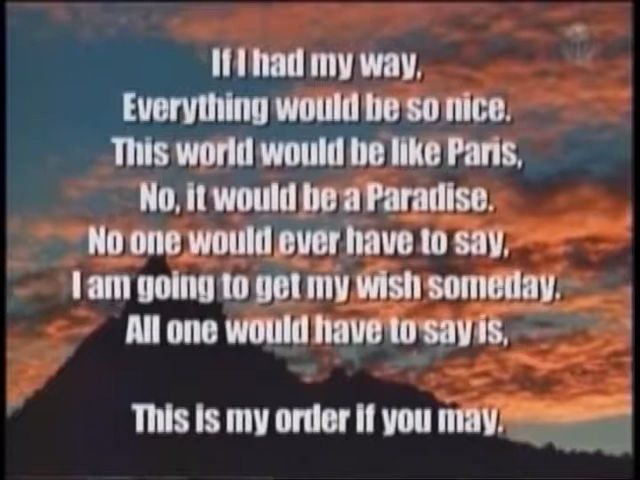 If I had my way,
Everything would be so nice.
This world would be like Paris,
No, it would be a Paradise.
No one would ever have to say,
I am going to get my wish someday.
All one would have to say is,
This is my order if you may.